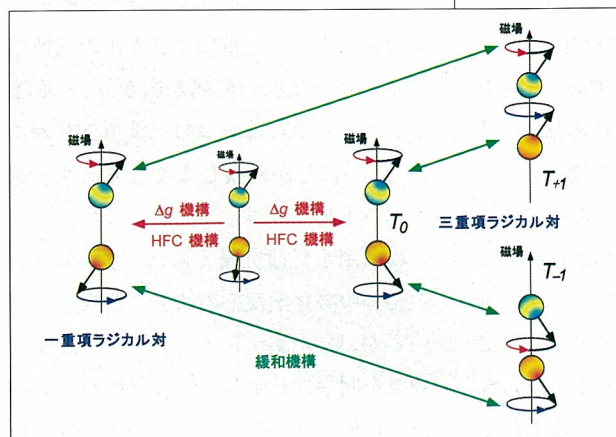 磁場
T+1
三重項ラジカル対
磁場
Δg 機構
HFC 機構
磁場
Δg 機構
HFC 機構
磁場
T0
一重項ラジカル対
磁場
T−1
緩和機構